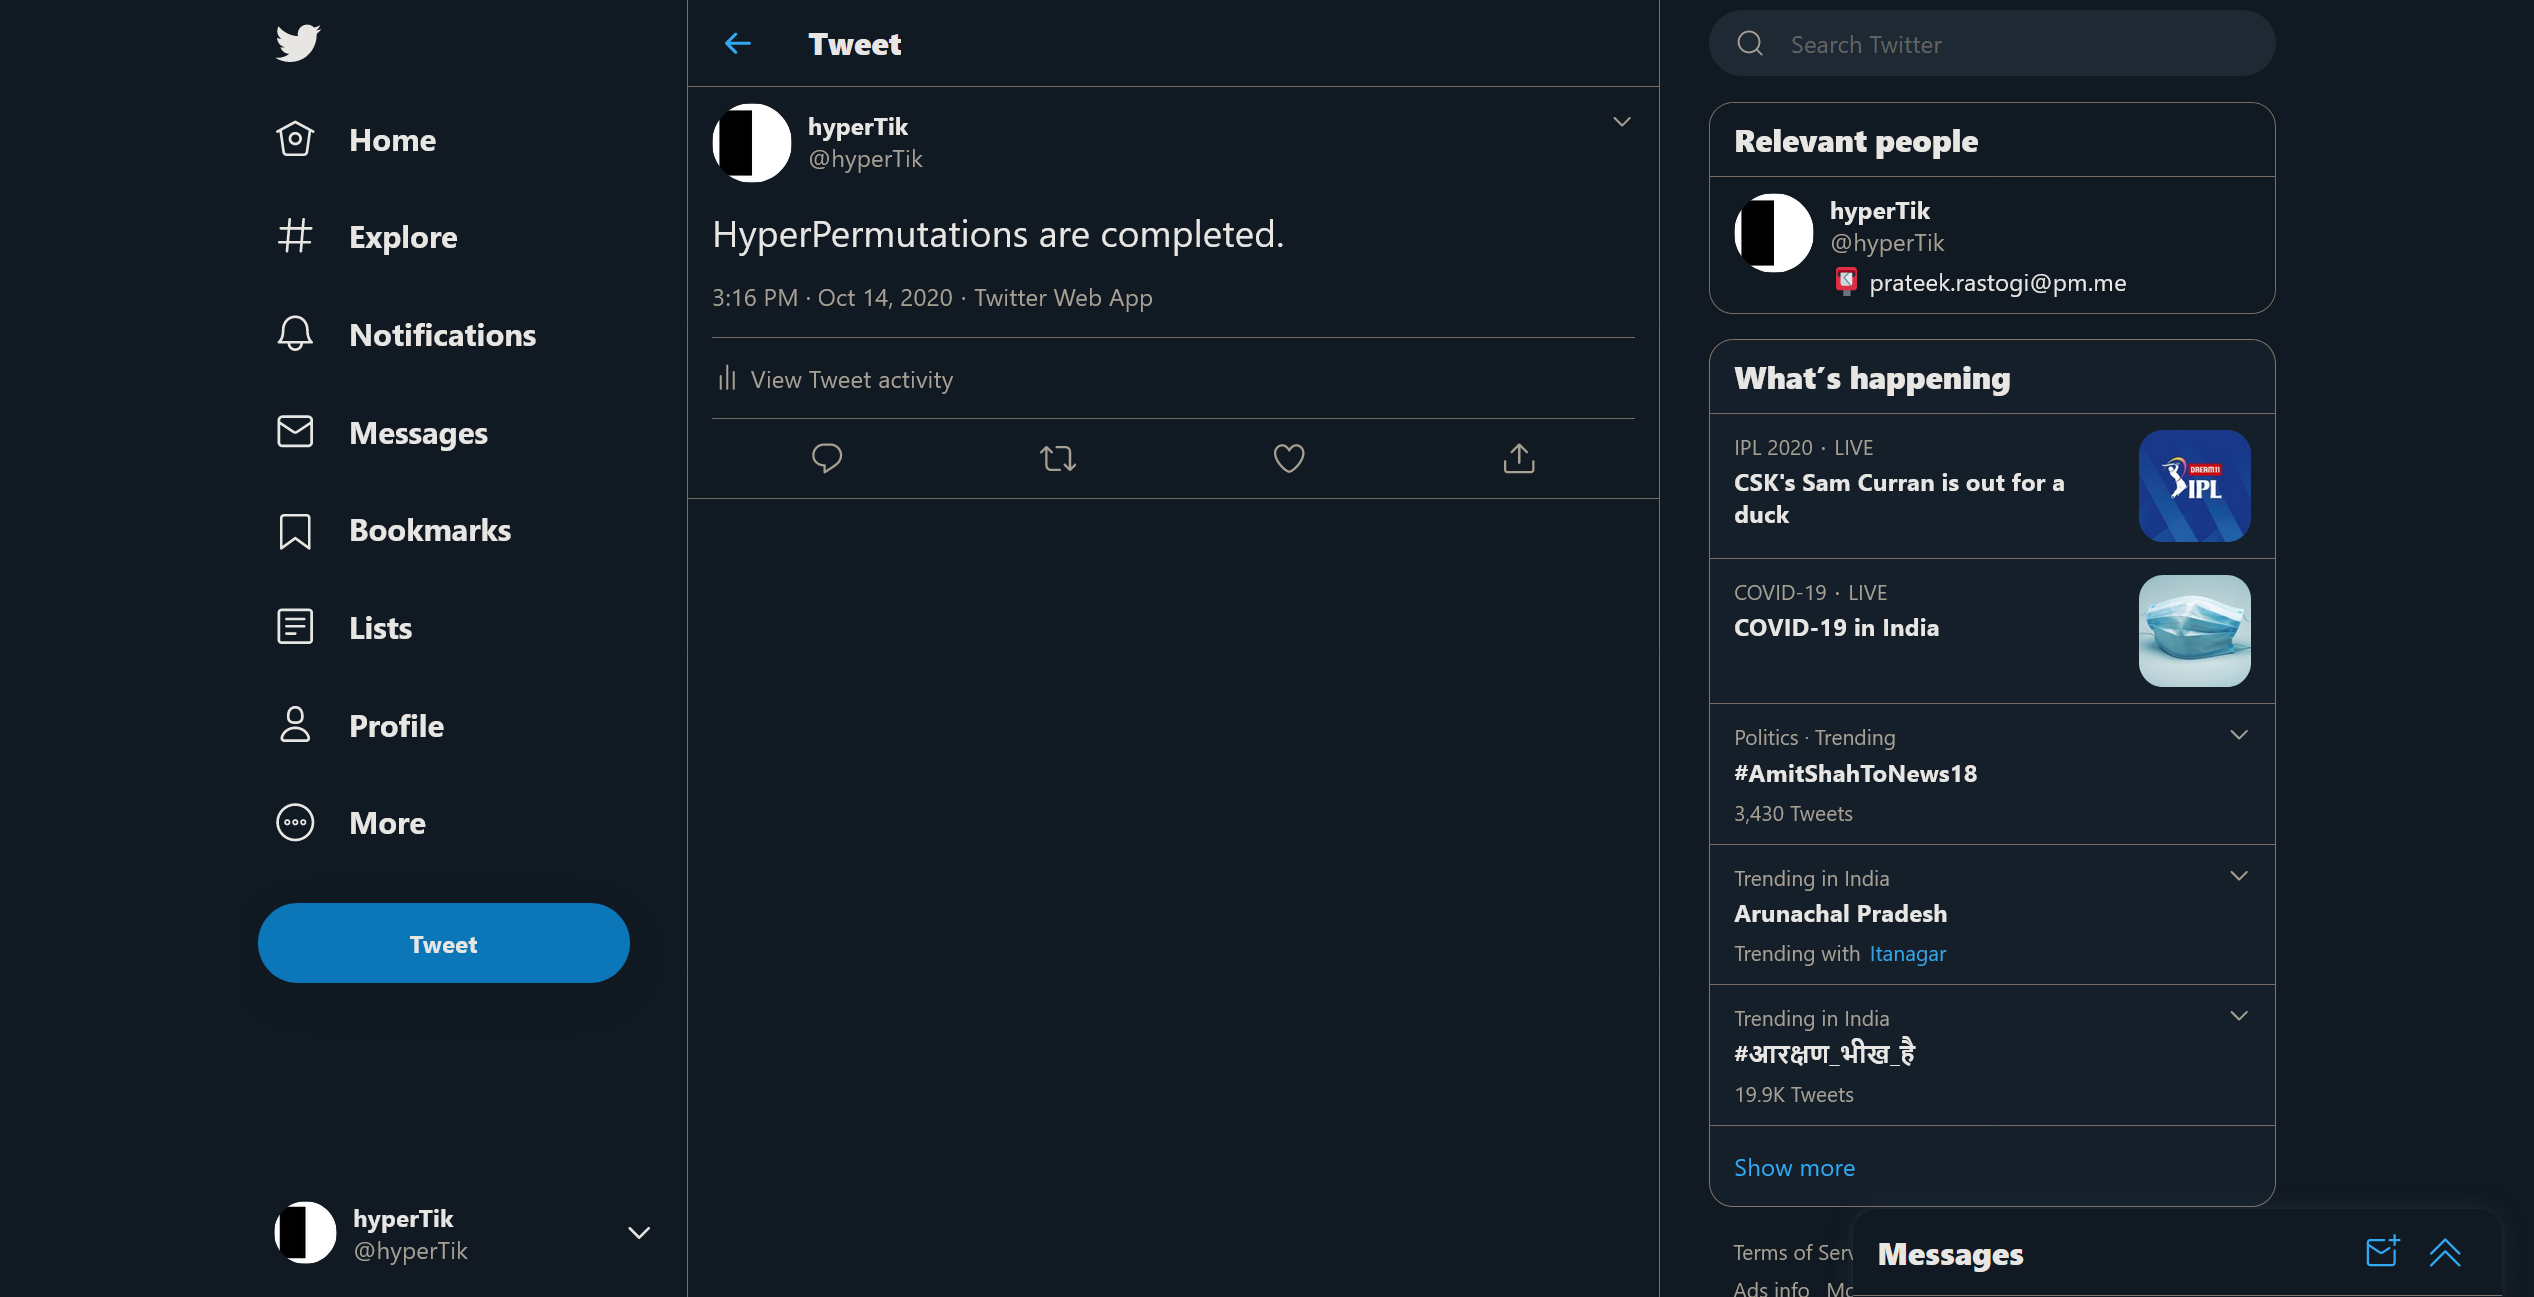 Home
Explore
Notifications
Messages
Bookmarks
Lists
Profile
More
Tweet
hyperTik
@hyperTik
Tweet
hyperTik
@hyperTik
HyperPermutations are completed.
3:16 PM · Oct 14, 2020 · Twitter Web App
View Tweet activity
Search Twitter
Relevant people
hyperTik
@hyperTik
prateek.rastogi@pm.me
What's happening
IPL 2020 · LIVE
CSK's Sam Curran is out for a
duck
DREAM11
IPL
COVID-19 · LIVE
COVID-19 in India
Politics · Trending
#AmitShahToNews18
3,430 Tweets
Trending in India
Arunachal Pradesh
Trending with Itanagar
Trending in India
#आरक्षण_भीख_है
19.9K Tweets
Show more
Terms of
Ads info
Messages